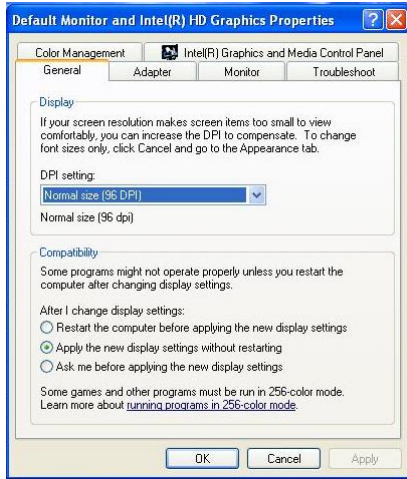 Default Monitor and Intel(R) HD Graphics Properties
Color Management
Intel(R) Graphics and Media Control Panel
General
Adapter
Monitor
Troubleshoot
Display
If your screen resolution makes screen items too small to view
comfortably, you can increase the DPI to compensate. To change
font sizes only, click Cancel and go to the Appearance tab.
DPI setting:
Normal size (96 DPI)
Normal size (96 dpi)
Compatibility
Some programs might not operate properly unless you restart the
computer after changing display settings.
After I change display settings:
Restart the computer before applying the new display settings
Apply the new display settings without restarting
Ask me before applying the new display settings
Some games and other programs must be run in 256-color mode.
Learn more about running programs in 256-color mode.
OK
Cancel
Apply